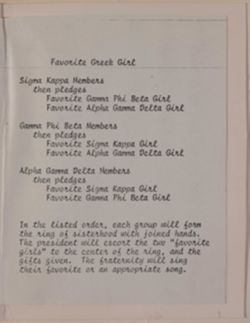 Favorite Greek Girl
Sigma Kappa Members
then pledges
Favorite Gamma Phi Beta Girl
Favorite Alpha Gamma Delta Girl
Gamma Phi Beta Members
then pledges
Favorite Sigma Kappa Girl
Favorite Alpha Gamma Delta Girl
Alpha Gamma Delta Members
then pledges
Favorite Sigma Kappa Girl
Favorite Gamma Phi Beta Girl
In the listed order, each group will form
the ring of sisterhood with joined hands.
The president will escort the two "favorite
girls" to the center of the ring, and the
gifts given. The fraternity will sing
their favorite or an appropriate song.